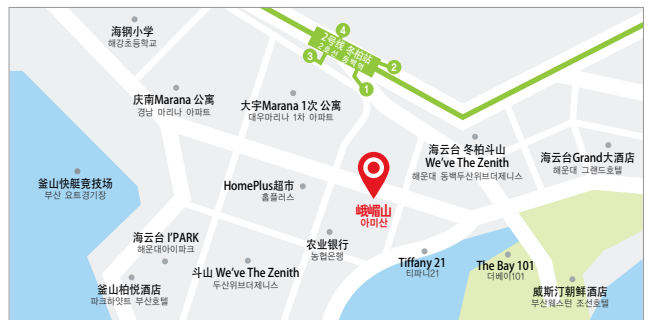 海钢小学
해강초등학교
4
2号线 冬柏站
2호선 동백역
3
2
1
庆南Marana 公寓
경남 마리나 아파트
大宇Marana 1次 公寓
대우마리나 1차 아파트
海云台 冬柏斗山
We've The Zenith
해운대 동백두산위브더제니스
海云台Grand大酒店
해운대 그랜드호텔
釜山快艇竞技场
부산 요트경기장
HomePlus超市
홈플러스
峨嵋山
아미산
海云台 I'PARK
해운대아이파크
农业银行
농협은행
斗山 We've The Zenith
두산위브더제니스
Tiffany 21
티파니21
The Bay 101
더베이101
釜山柏悦酒店
파크하얏트 부산호텔
威斯汀朝鲜酒店
부산웨스턴 조선호텔